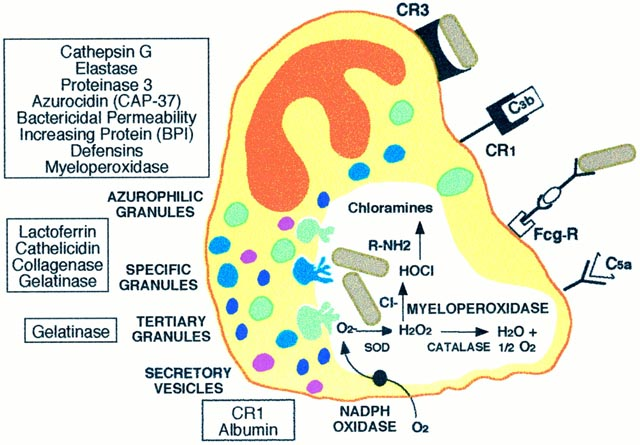 CR3
Cathepsin G
Elastase
Proteinase 3
Azurocidin (CAP-37)
Bactericidal Permeability
Increasing Protein (BPI)
Defensins
Myeloperoxidase
C3b
CR1
AZUROPHILIC
GRANULES
Lactoferrin
Cathelicidin
Collagenase
Gelatinase
SPECIFIC
GRANULES
Gelatinase
TERTIARY
GRANULES
SECRETORY
VESICLES
CR1
Albumin
Chloramines
R-NH2
HOCl
Cl-
MYELOPEROXIDASE
O2-
SOD
H2O2
CATALASE
H2O +
1/2 O2
NADPH
OXIDASE
O2
Fcg-R
C5a